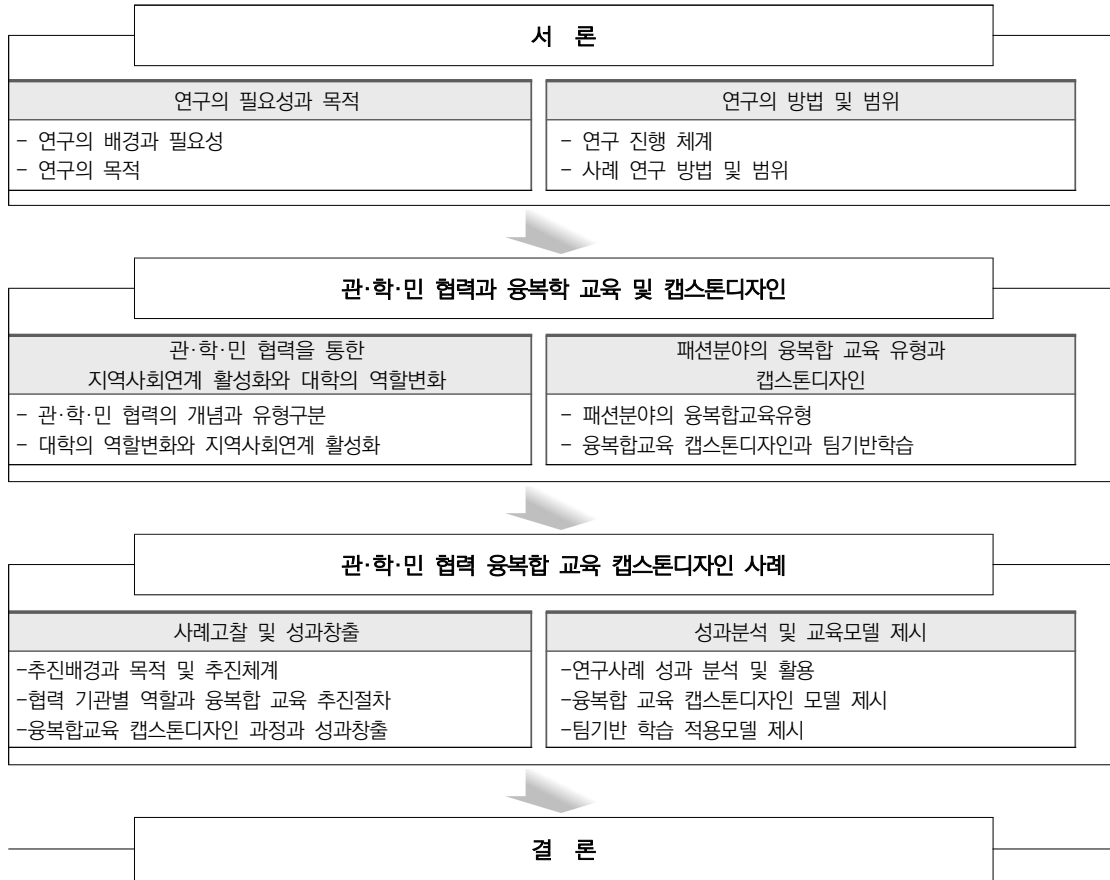 서 론
연구의 필요성과 목적
- 연구의 배경과 필요성
- 연구의 목적
연구의 방법 및 범위
- 연구 진행 체계
- 사례 연구 방법 및 범위
관·학·민 협력과 융복학 교육 및 캡스톤디자인
관·학·민 협력을 통한
지역사회연계 활성화와 대학의 역할변화
- 관·학·민 협력의 개념과 유형구분
- 대학의 역할변화와 지역사회연계 활성화
패션분야의 융복합 교육 유형과
캡스톤디자인
- 패션분야의 융복합교육유형
- 융복합교육 캡스톤디자인과 팀기반학습
관·학·민 협력 융복합 교육 캡스톤디자인 사례
사례고찰 및 성과창출
-추진배경과 목적 및 추진체계
-협력 기관별 역할과 융복합 교육 추진절차
-융복합교육 캡스톤디자인 과정과 성과창출
성과분석 및 교육모델 제시
-연구사례 성과 분석 및 활용
-융복합 교육 캡스톤디자인 모델 제시
-팀기반 학습 적용모델 제시
결 론